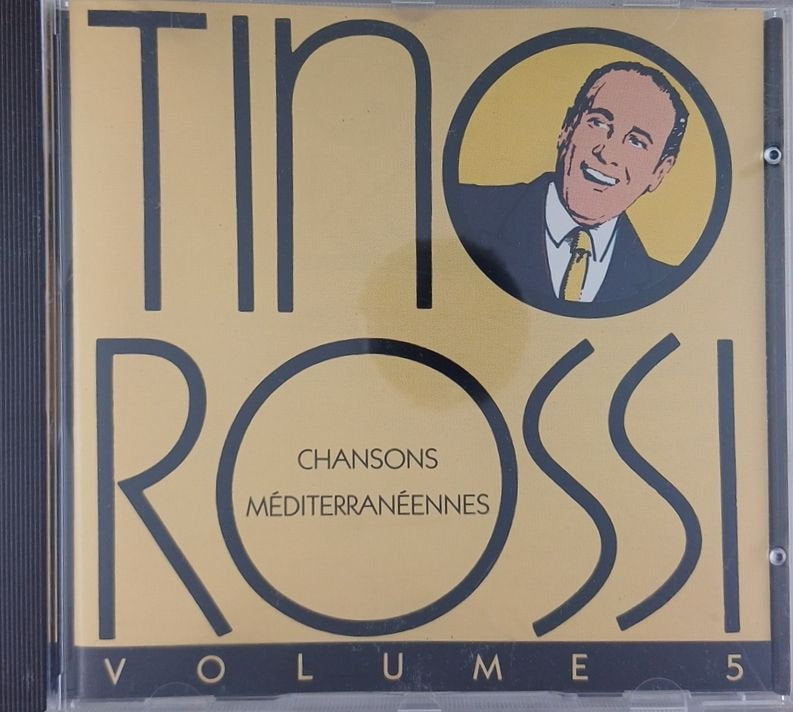 TINO
ROSSI
CHANSONS
MÉDITERRANÉENNES
VOLUME 5